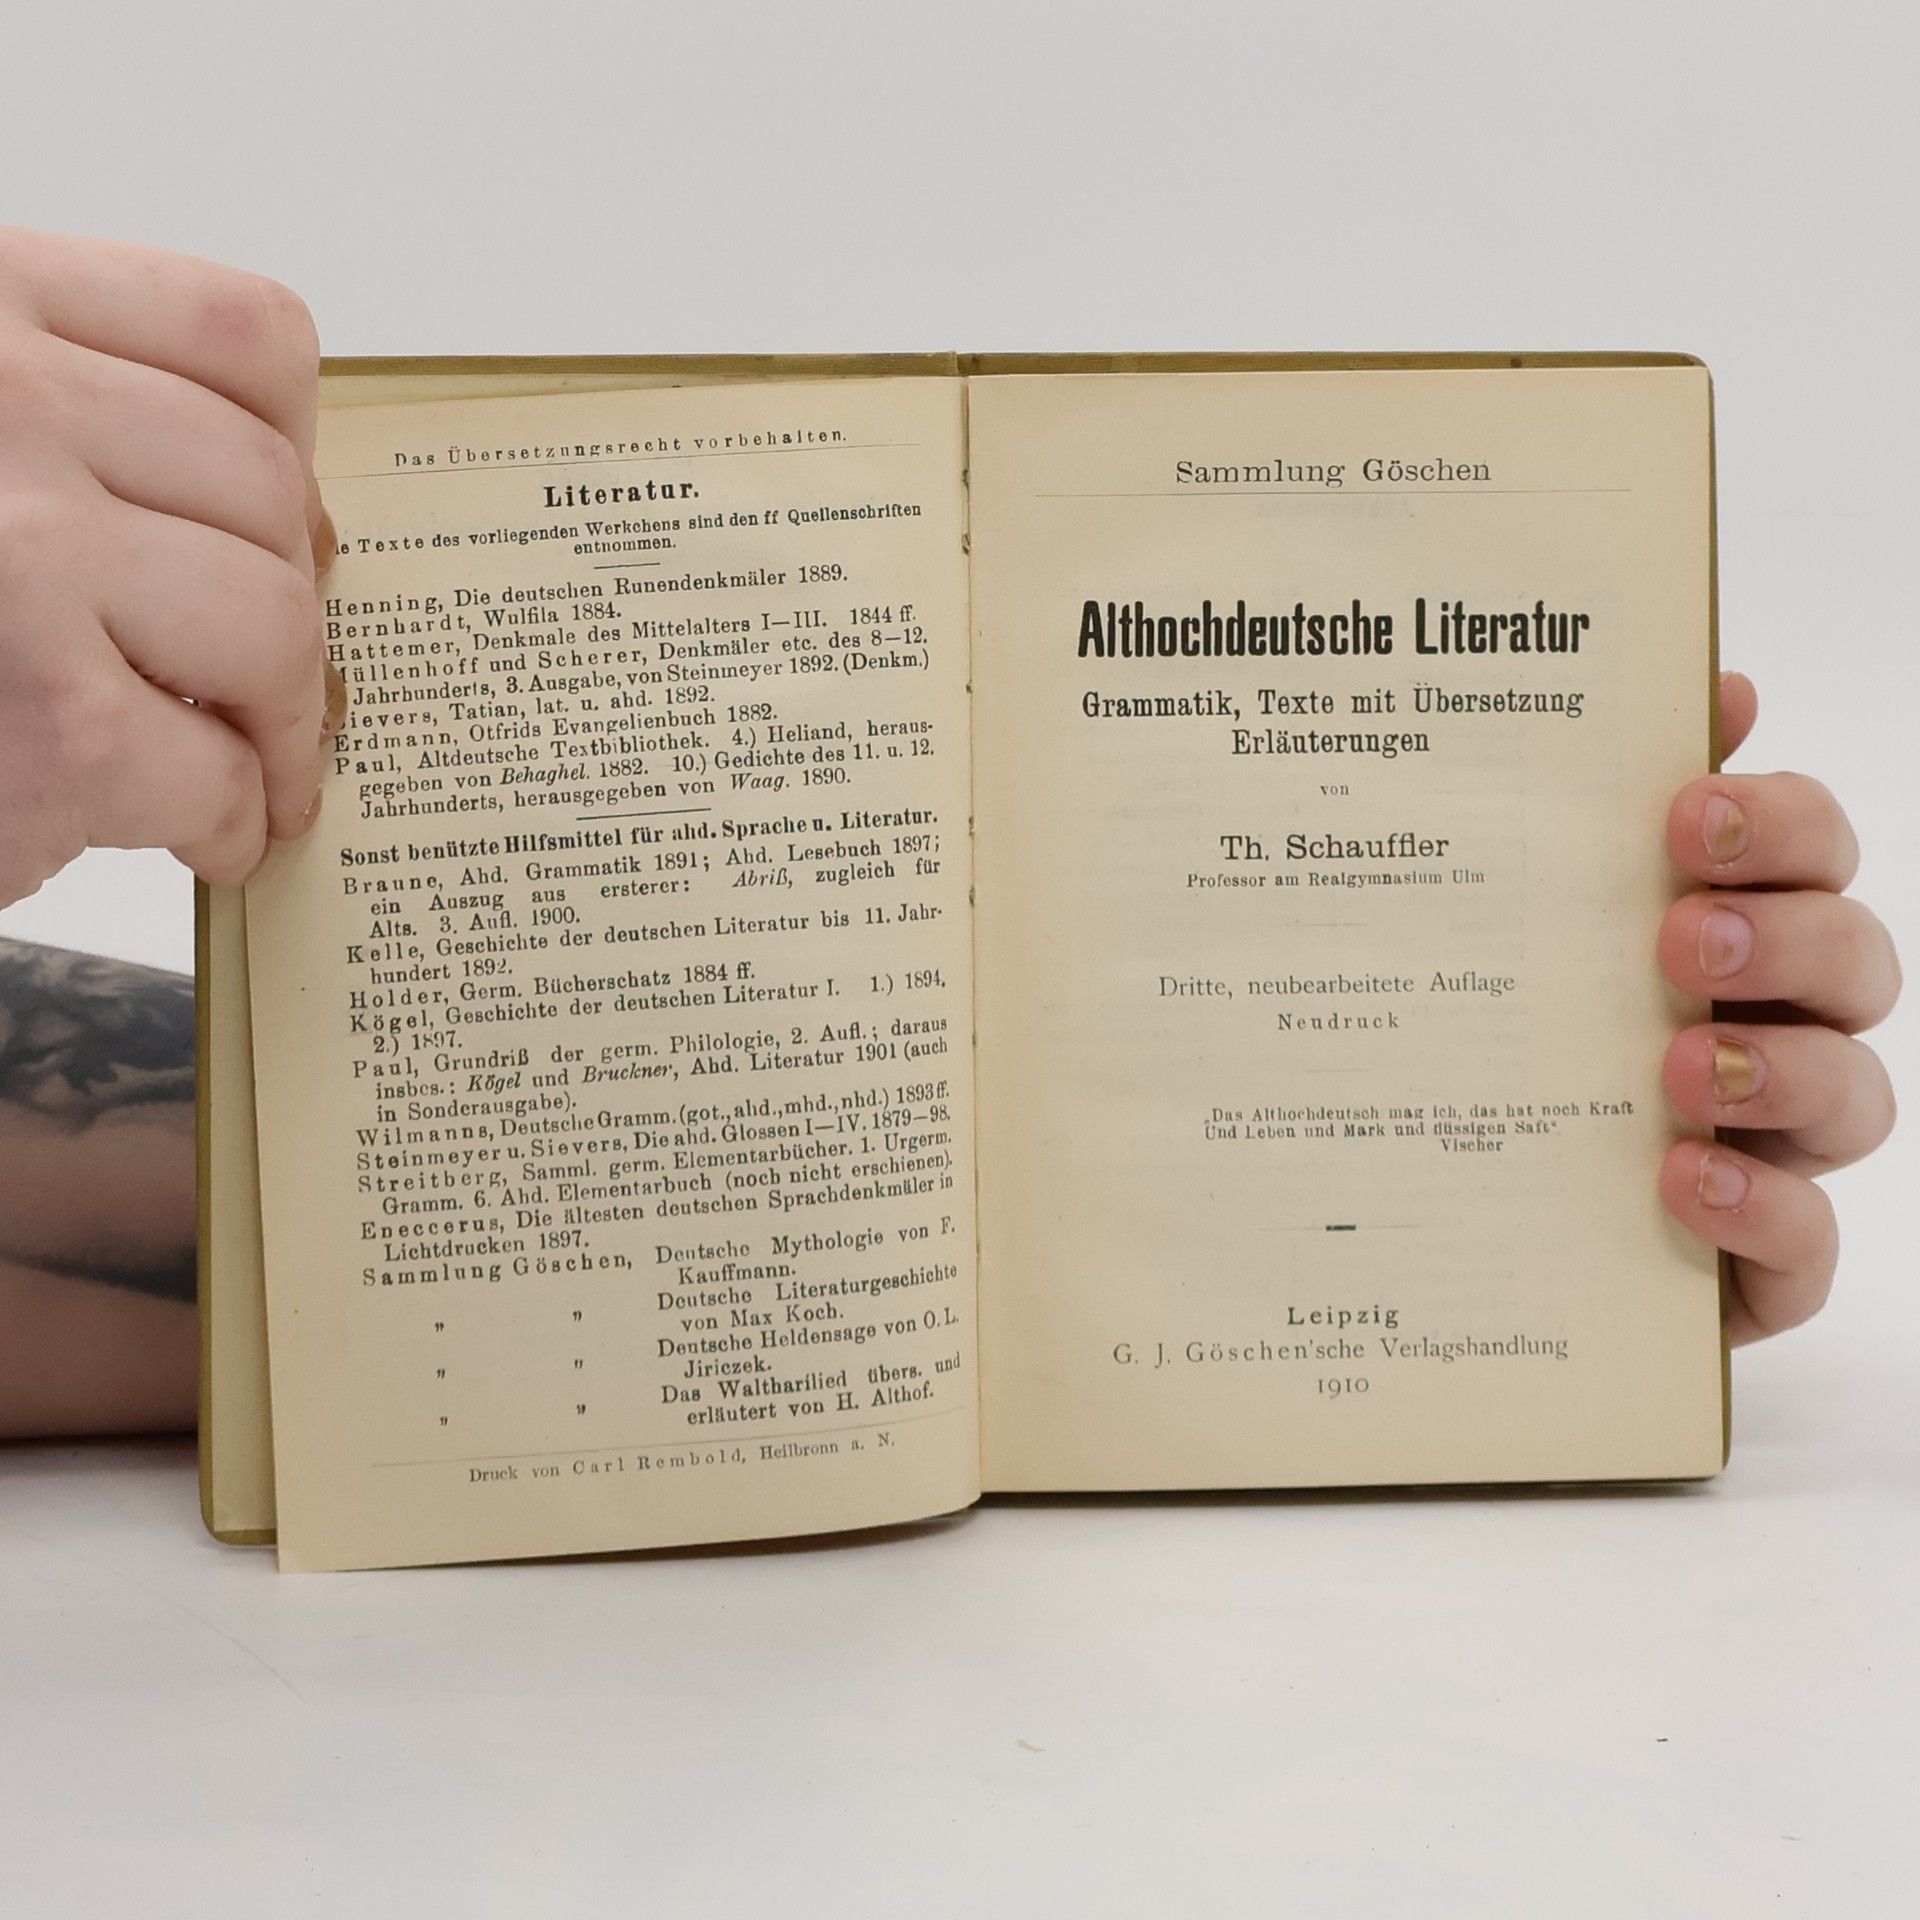 Das Übersetzungsrecht vorbehalten.
Literatur.
Texte des vorliegenden Werkchens sind den ff Quellenschriften
entnommen.
Henning, Die deutschen Runendenkmäler 1889.
Bernhardt, Wulfila 1884.
Hattemer, Denkmale des Mittelalters I—III. 1844 ff.
Müllenhoff und Scherer, Denkmäler etc. des 8—12.
Jahrhunderts, 3. Ausgabe, von Steinmeyer 1892. (Denkm.)
Sievers, Tatian, lat. u. ahd. 1892.
Erdmann, Otfrids Evangelienbuch 1882.
Paul, Altdeutsche Textbibliothek. 4.) Heliand, heraus-
gegeben von Behaghel. 1882. 10.) Gedichte des 11. u. 12.
Jahrhunderts, herausgegeben von Waag. 1890.
Sonst benützte Hilfsmittel für ahd. Sprache u. Literatur.
Braune, Ahd. Grammatik 1891; Ahd. Lesebuch 1897;
ein Auszug aus ersterer: Abriß, zugleich für
Alts. 3. Aufl. 1900.
Kelle, Geschichte der deutschen Literatur bis 11. Jahr-
hundert 1892.
Holder, Germ. Bücherschatz 1884 ff.
Kögel, Geschichte der deutschen Literatur I. 1.) 1894,
2.) 1897.
Paul, Grundriß der germ. Philologie, 2. Aufl.; daraus
insbes.: Kögel und Bruckner, Ahd. Literatur 1901 (auch
in Sonderausgabe).
Wilmanns, Deutsche Gramm. (got., ahd., mhd., nhd.) 1893 ff.
Steinmeyer u. Sievers, Die ahd. Glossen I—IV. 1879—98.
Streitberg, Samml. germ. Elementarbücher. 1. Urgerm.
Gramm. 6. Ahd. Elementarbuch (noch nicht erschienen).
Eneccerus, Die ältesten deutschen Sprachdenkmäler in
Lichtdrucken 1897.
Sammlung Göschen, Deutsche Mythologie von F.
Kauffmann.
" " Deutsche Literaturgeschichte
von Max Koch.
" " Deutsche Heldensage von O. L.
Jiriczek.
" " Das Waltharilied übers. und
erläutert von H. Althof.
Druck von Carl Rembold, Heilbronn a. N.
Sammlung Göschen
Althochdeutsche Literatur
Grammatik, Texte mit Übersetzung
Erläuterungen
von
Th. Schauffler
Professor am Realgymnasium Ulm
Dritte, neubearbeitete Auflage
Neudruck
„Das Althochdeutsch mag ich, das hat noch Kraft
Und Leben und Mark und flüssigen Saft“
Vischer
Leipzig
G. J. Göschen'sche Verlagshandlung
1910